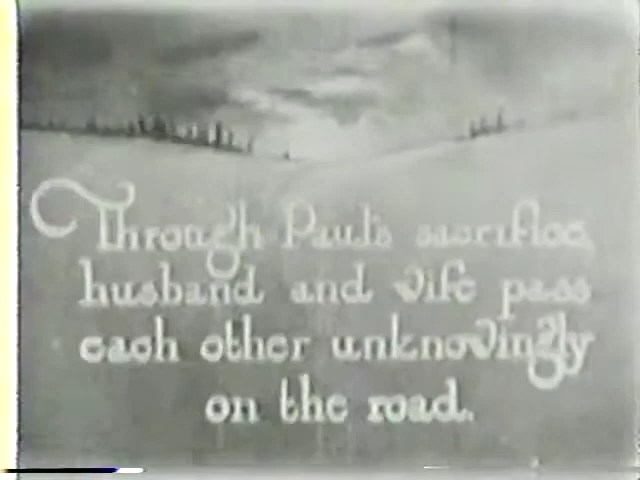 Through Paul's sacrifice,
husband and wife pass
each other unknowingly
on the road.